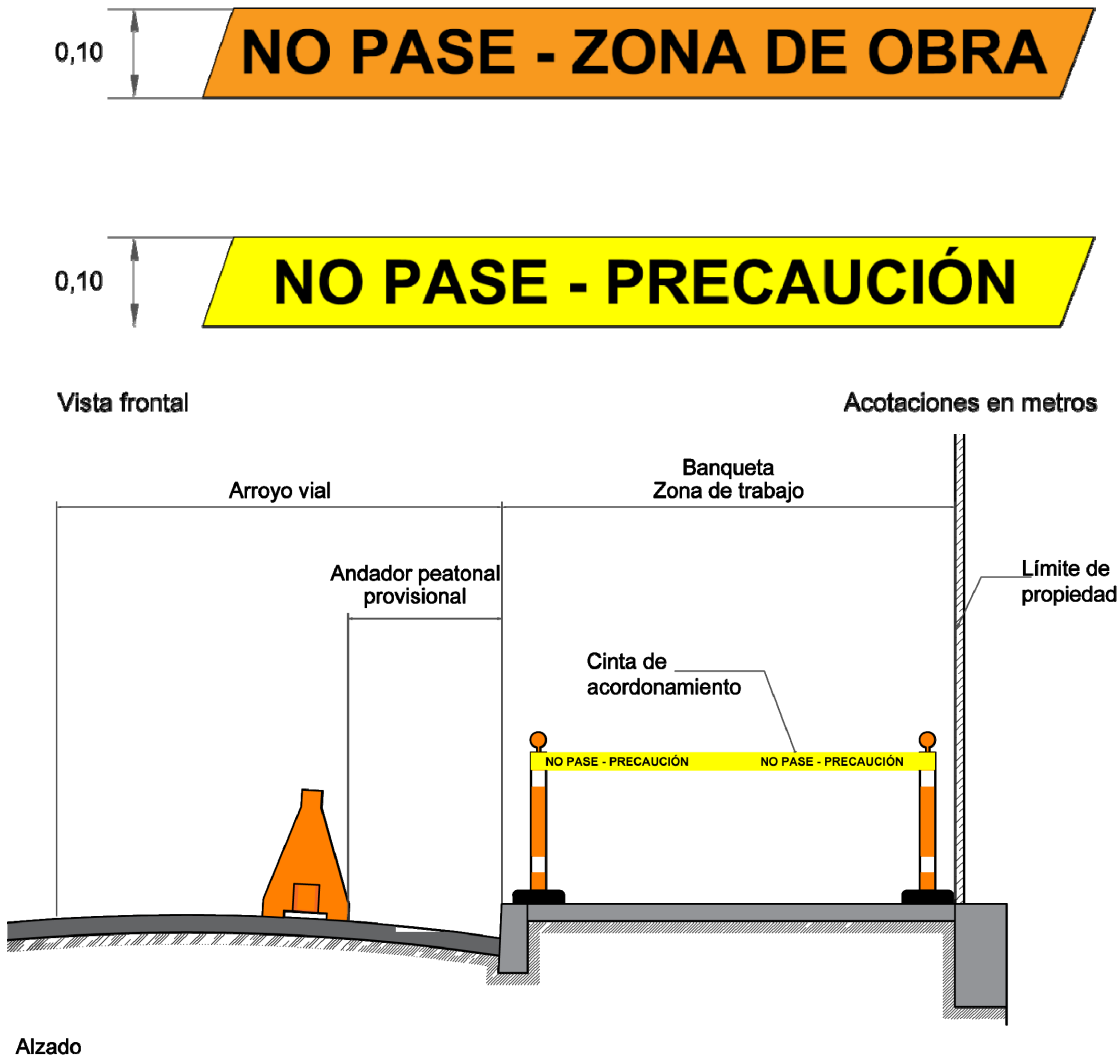 0,10
NO PASE - ZONA DE OBRA
0,10
NO PASE - PRECAUCIÓN
Vista frontal
Acotaciones en metros
Arroyo vial
Banqueta
Zona de trabajo
Andador peatonal
provisional
Límite de
propiedad
Cinta de
acordonamiento
NO PASE - PRECAUCIÓN
NO PASE - PRECAUCIÓN
Alzado